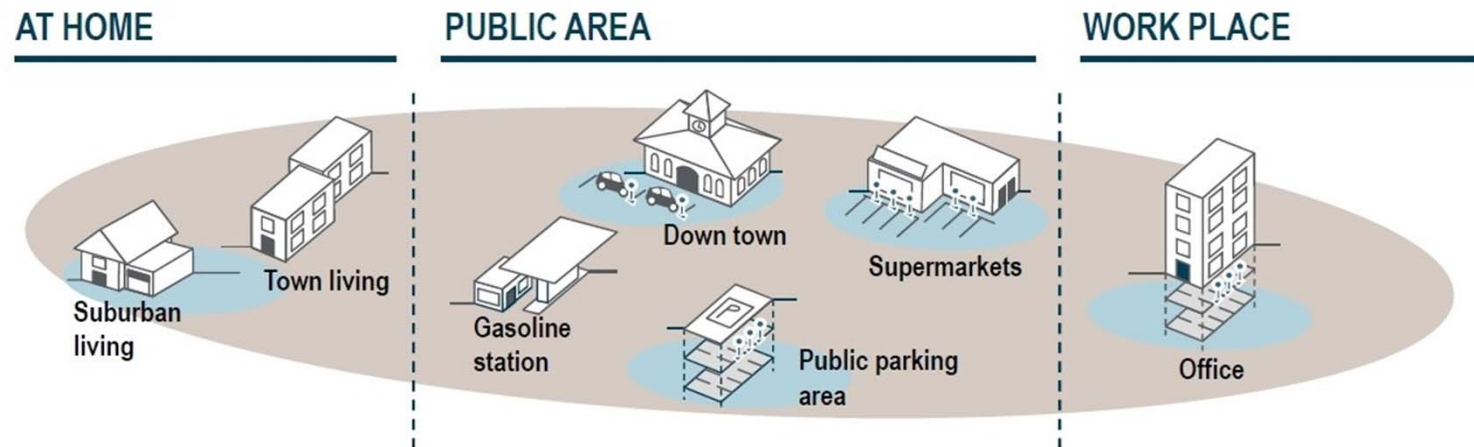 AT HOME
PUBLIC AREA
WORK PLACE
Suburban
living
Town living
Gasoline
station
Down town
P
Public parking
area
Supermarkets
Office